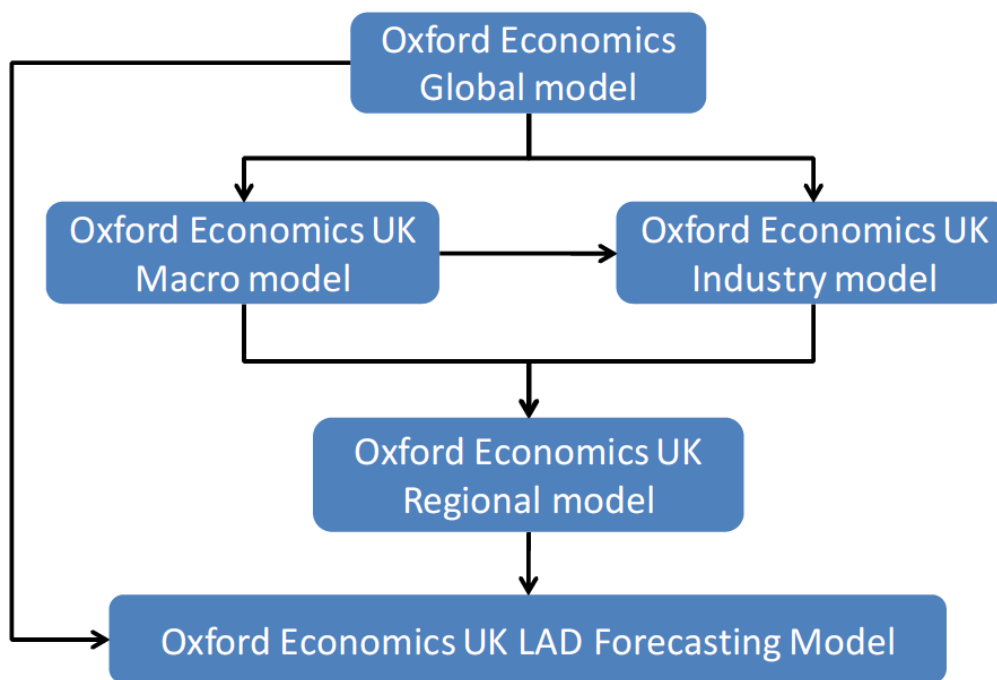 Oxford Economics
Global model
Oxford Economics UK
Macro model
Oxford Economics UK
Industry model
Oxford Economics UK
Regional model
Oxford Economics UK LAD Forecasting Model